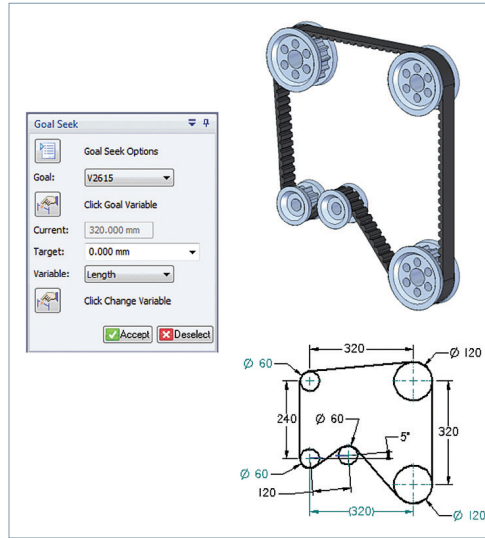 Goal Seek
Goal Seek Options
Goal: V2615
Click Goal Variable
Current: 320.000 mm
Target: 0.000 mm
Variable: Length
Click Change Variable
Accept Deselect
320
Ø 60
Ø 120
240
Ø 60
320
5°
Ø 60
120
(320)
Ø 120